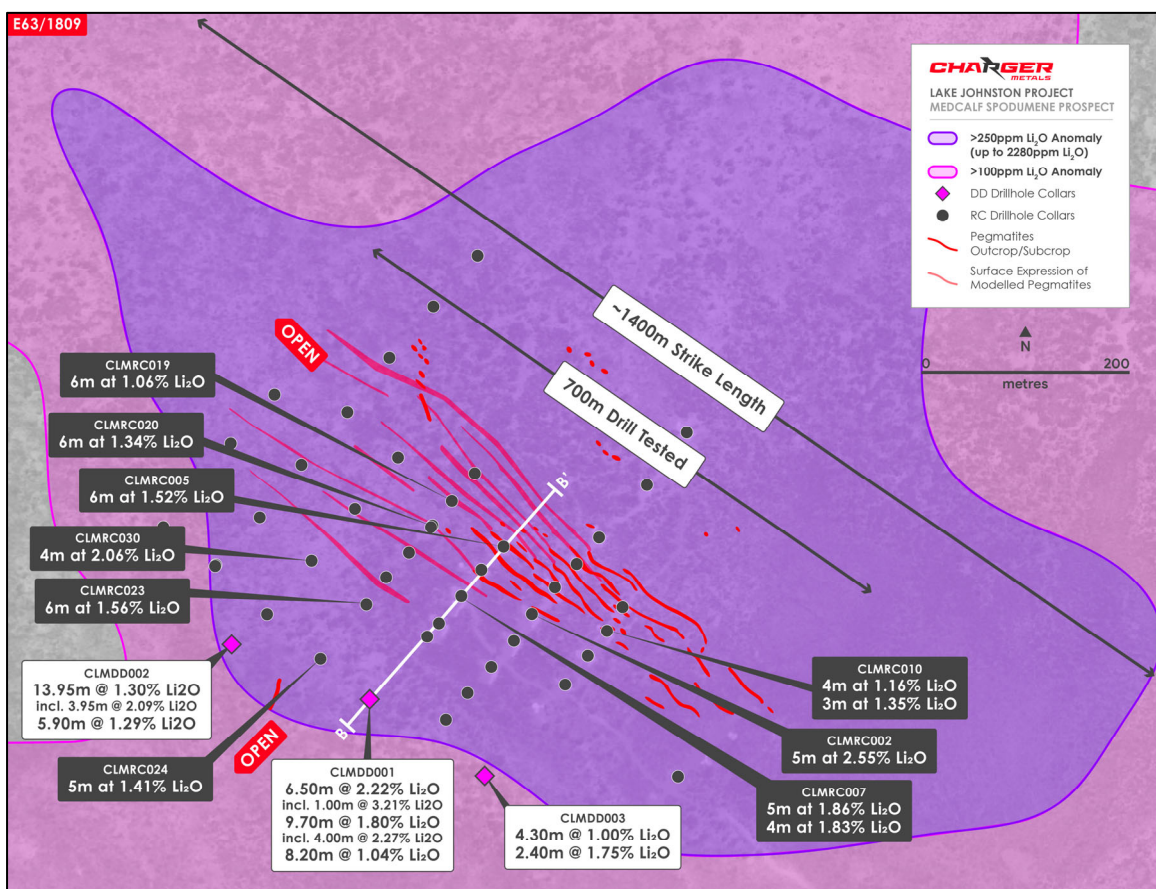 E63/1809
CHARGER
METALS
LAKE JOHNSTON PROJECT
MEDCALF SPODUMENE PROSPECT
>250ppm Li₂O Anomaly
(up to 2280ppm Li₂O)
>100ppm Li₂O Anomaly
DD Drillhole Collars
RC Drillhole Collars
Pegmatites
Outcrop/Subcrop
Surface Expression of
Modelled Pegmatites
N
0 200
metres
~1400m Strike Length
700m Drill Tested
OPEN
CLMRC019
6m at 1.06% Li₂O
CLMRC020
6m at 1.34% Li₂O
CLMRC005
6m at 1.52% Li₂O
CLMRC030
4m at 2.06% Li₂O
CLMRC023
6m at 1.56% Li₂O
B'
B
CLMDD002
13.95m @ 1.30% Li2O
incl. 3.95m @ 2.09% Li2O
5.90m @ 1.29% Li2O
OPEN
CLMRC024
5m at 1.41% Li₂O
CLMDD001
6.50m @ 2.22% Li₂O
incl. 1.00m @ 3.21% Li2O
9.70m @ 1.80% Li₂O
incl. 4.00m @ 2.27% Li2O
8.20m @ 1.04% Li₂O
CLMDD003
4.30m @ 1.00% Li₂O
2.40m @ 1.75% Li₂O
CLMRC010
4m at 1.16% Li₂O
3m at 1.35% Li₂O
CLMRC002
5m at 2.55% Li₂O
CLMRC007
5m at 1.86% Li₂O
4m at 1.83% Li₂O